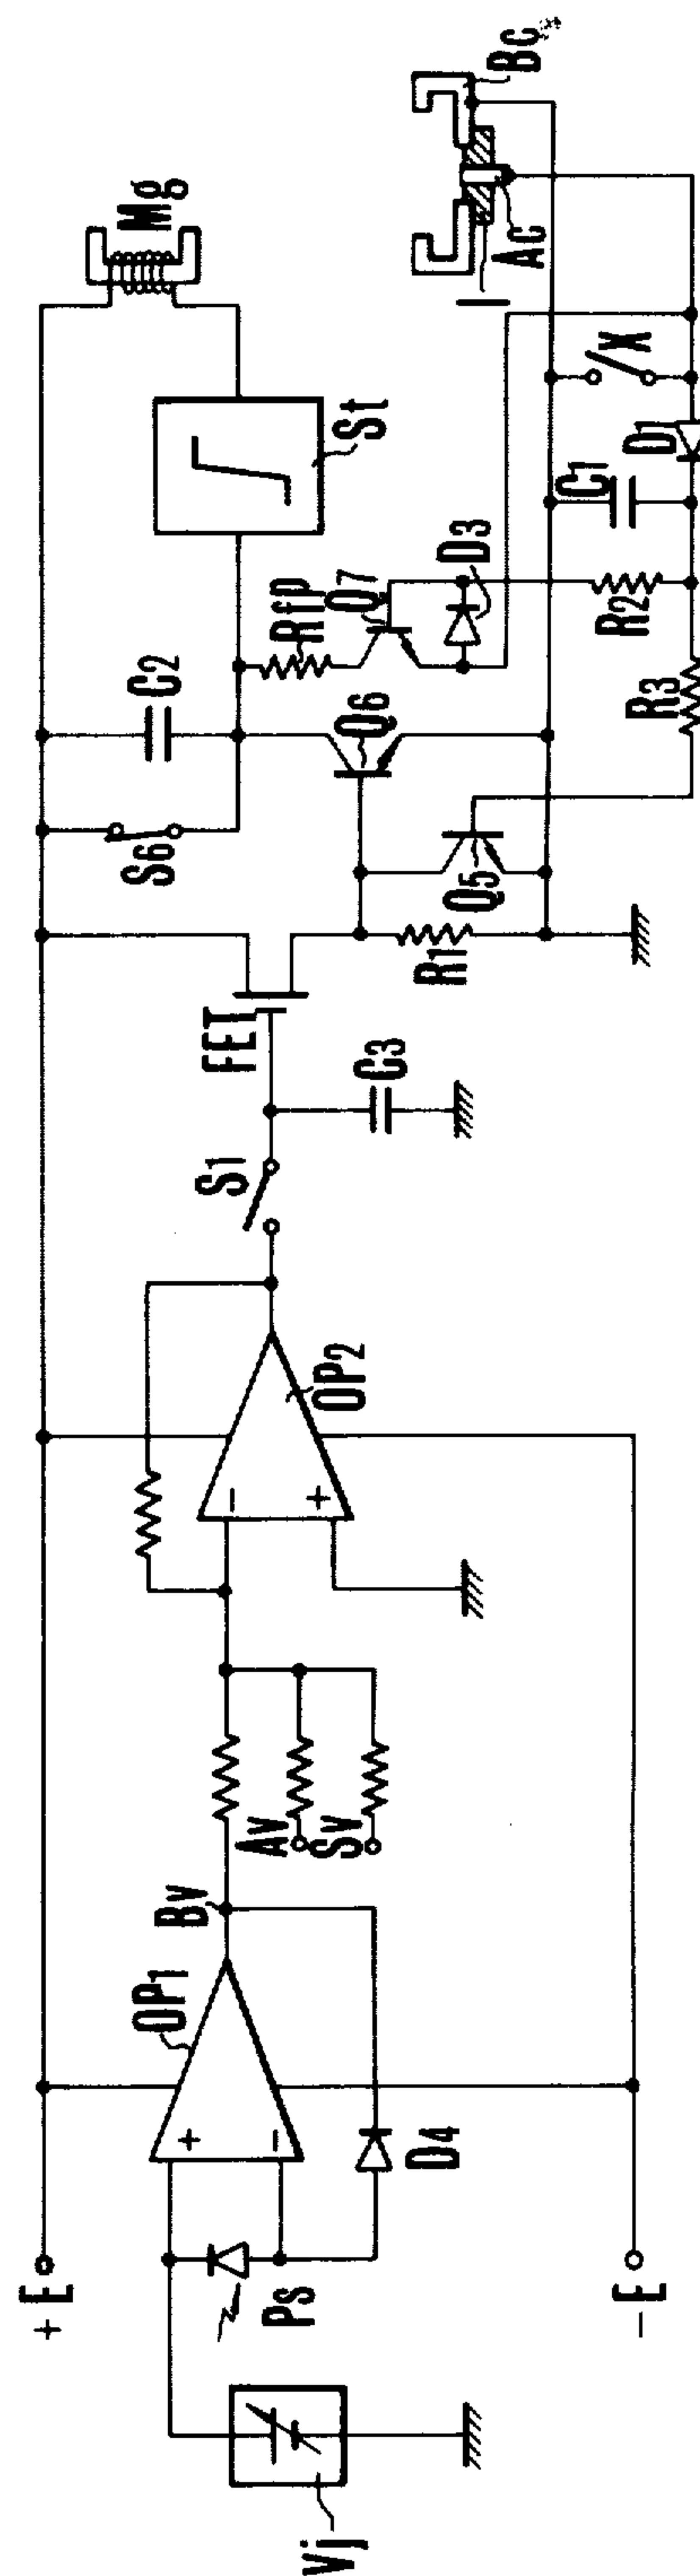 +E
Vj
Ps
+
−
OP1
D4
Bv
Av
Sv
−
+
OP2
S1
C3
FET
R1
S6
C2
Q5
Q6
Rfp
Q7
D3
St
Mg
R3
R2
C1
D1
X
I
Ac
Bc
−E